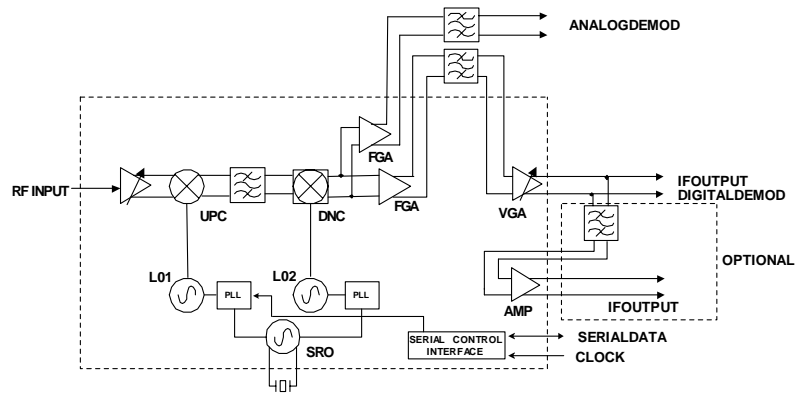 ANALOGDEMOD
FGA
RF INPUT
UPC
DNC
FGA
VGA
IFOUTPUT
DIGITALDEMOD
OPTIONAL
L01
PLL
L02
PLL
AMP
IFOUTPUT
SRO
SERIAL CONTROL
INTERFACE
SERIALDATA
CLOCK